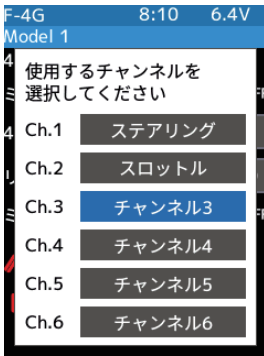 F-4G 8:10 6.4V
Model 1
使用するチャンネルを
選択してください
Ch.1 ステアリング
Ch.2 スロットル
Ch.3 チャンネル3
Ch.4 チャンネル4
Ch.5 チャンネル5
Ch.6 チャンネル6